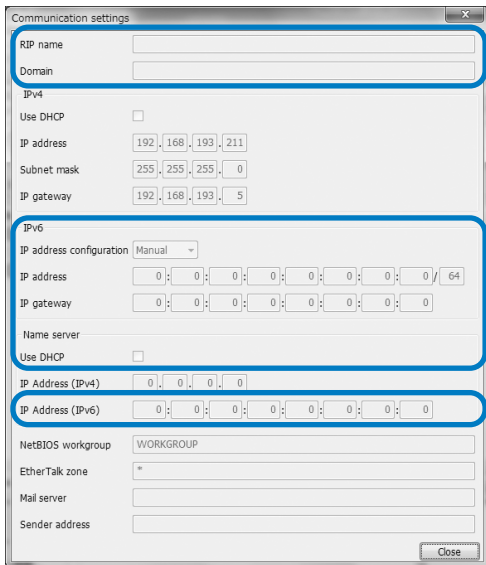 Communication settings x
RIP name
Domain
IPv4
Use DHCP
IP address 192 . 168 . 193 . 211
Subnet mask 255 . 255 . 255 . 0
IP gateway 192 . 168 . 193 . 5
IPv6
IP address configuration Manual
IP address 0 : 0 : 0 : 0 : 0 : 0 : 0 : 0 / 64
IP gateway 0 : 0 : 0 : 0 : 0 : 0 : 0 : 0
Name server
Use DHCP
IP Address (IPv4) 0 . 0 . 0 . 0
IP Address (IPv6) 0 : 0 : 0 : 0 : 0 : 0 : 0 : 0
NetBIOS workgroup WORKGROUP
EtherTalk zone *
Mail server
Sender address
Close